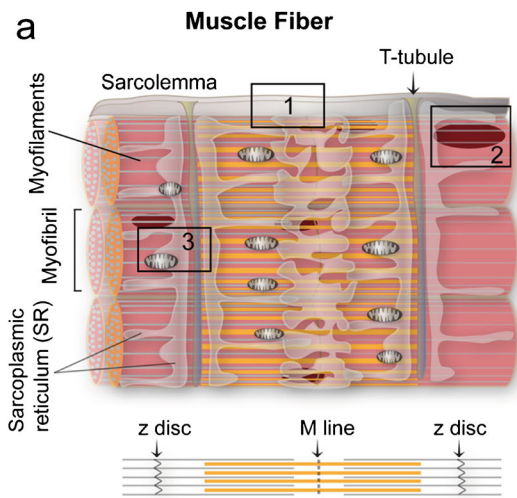 a
Muscle Fiber
T-tubule
Sarcolemma
1
2
3
Myofilaments
Myofibril
Sarcoplasmic
reticulum (SR)
z disc
M line
z disc